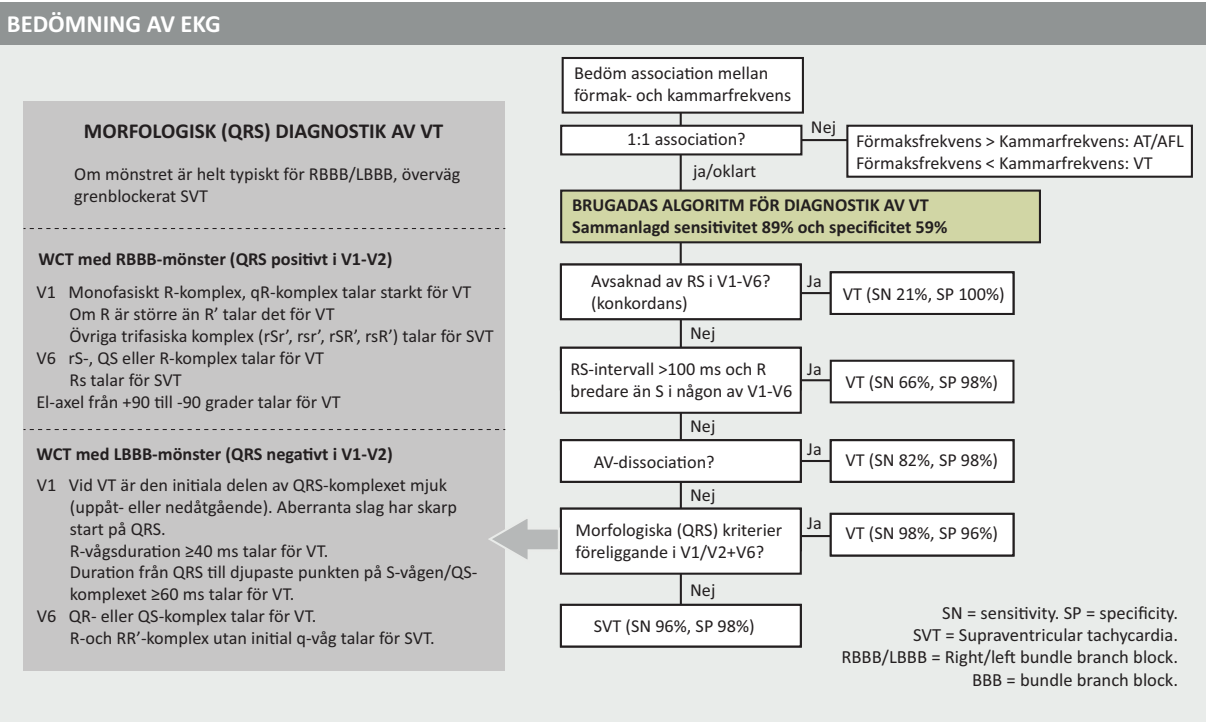 BEDÖMNING AV EKG
MORFOLOGISK (QRS) DIAGNOSTIK AV VT
Om mönstret är helt typiskt för RBBB/LBBB, överväg
grenblockerat SVT
WCT med RBBB-mönster (QRS positivt i V1-V2)
V1 Monofasiskt R-komplex, qR-komplex talar starkt för VT
Om R är större än R’ talar det för VT
Övriga trifasiska komplex (rSr’, rsr’, rSR’, rsR’) talar för SVT
V6 rS-, QS eller R-komplex talar för VT
Rs talar för SVT
El-axel från +90 till -90 grader talar för VT
WCT med LBBB-mönster (QRS negativt i V1-V2)
V1 Vid VT är den initiala delen av QRS-komplexet mjuk
(uppåt- eller nedåtgående). Aberranta slag har skarp
start på QRS.
R-vågsduration ≥40 ms talar för VT.
Duration från QRS till djupaste punkten på S-vågen/QS-
komplexet ≥60 ms talar för VT.
V6 QR- eller QS-komplex talar för VT.
R-och RR’-komplex utan initial q-våg talar för SVT.
Bedöm association mellan
förmak- och kammarfrekvens
1:1 association?
Nej
Förmaksfrekvens > Kammarfrekvens: AT/AFL
Förmaksfrekvens < Kammarfrekvens: VT
ja/oklart
BRUGADAS ALGORITM FÖR DIAGNOSTIK AV VT
Sammanlagd sensitivitet 89% och specificitet 59%
Avsaknad av RS i V1-V6?
(konkordans)
Ja
VT (SN 21%, SP 100%)
Nej
RS-intervall >100 ms och R
bredare än S i någon av V1-V6
Ja
VT (SN 66%, SP 98%)
Nej
AV-dissociation?
Ja
VT (SN 82%, SP 98%)
Nej
Morfologiska (QRS) kriterier
föreliggande i V1/V2+V6?
Ja
VT (SN 98%, SP 96%)
Nej
SVT (SN 96%, SP 98%)
SN = sensitivity. SP = specificity.
SVT = Supraventricular tachycardia.
RBBB/LBBB = Right/left bundle branch block.
BBB = bundle branch block.